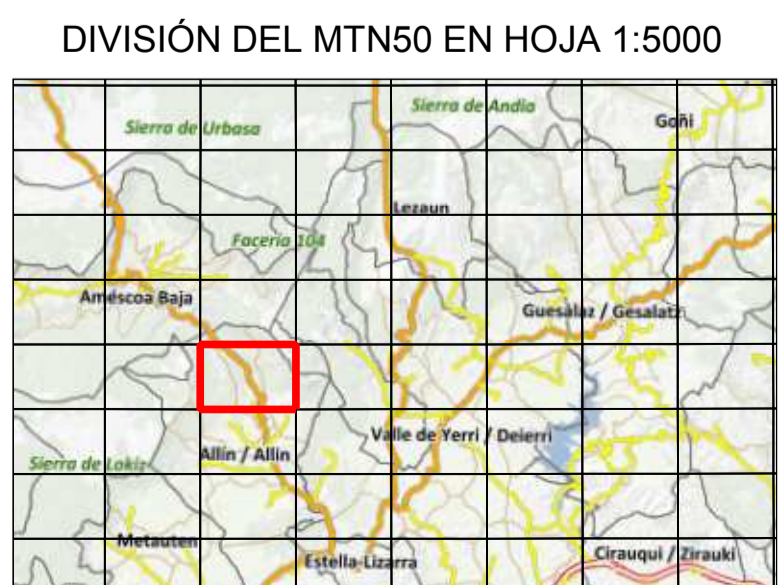 DIVISIÓN DEL MTN50 EN HOJA 1:5000
Sierra de Andia
Sierra de Urbasa
Goñi
Lezaun
Facería 104
Améscoa Baja
Guesálaz / Gesalatz
Valle de Yerri / Deierri
Allín / Allin
Sierra de Lokiz
Metauten
Cirauqui / Zirauki
Estella-Lizarra